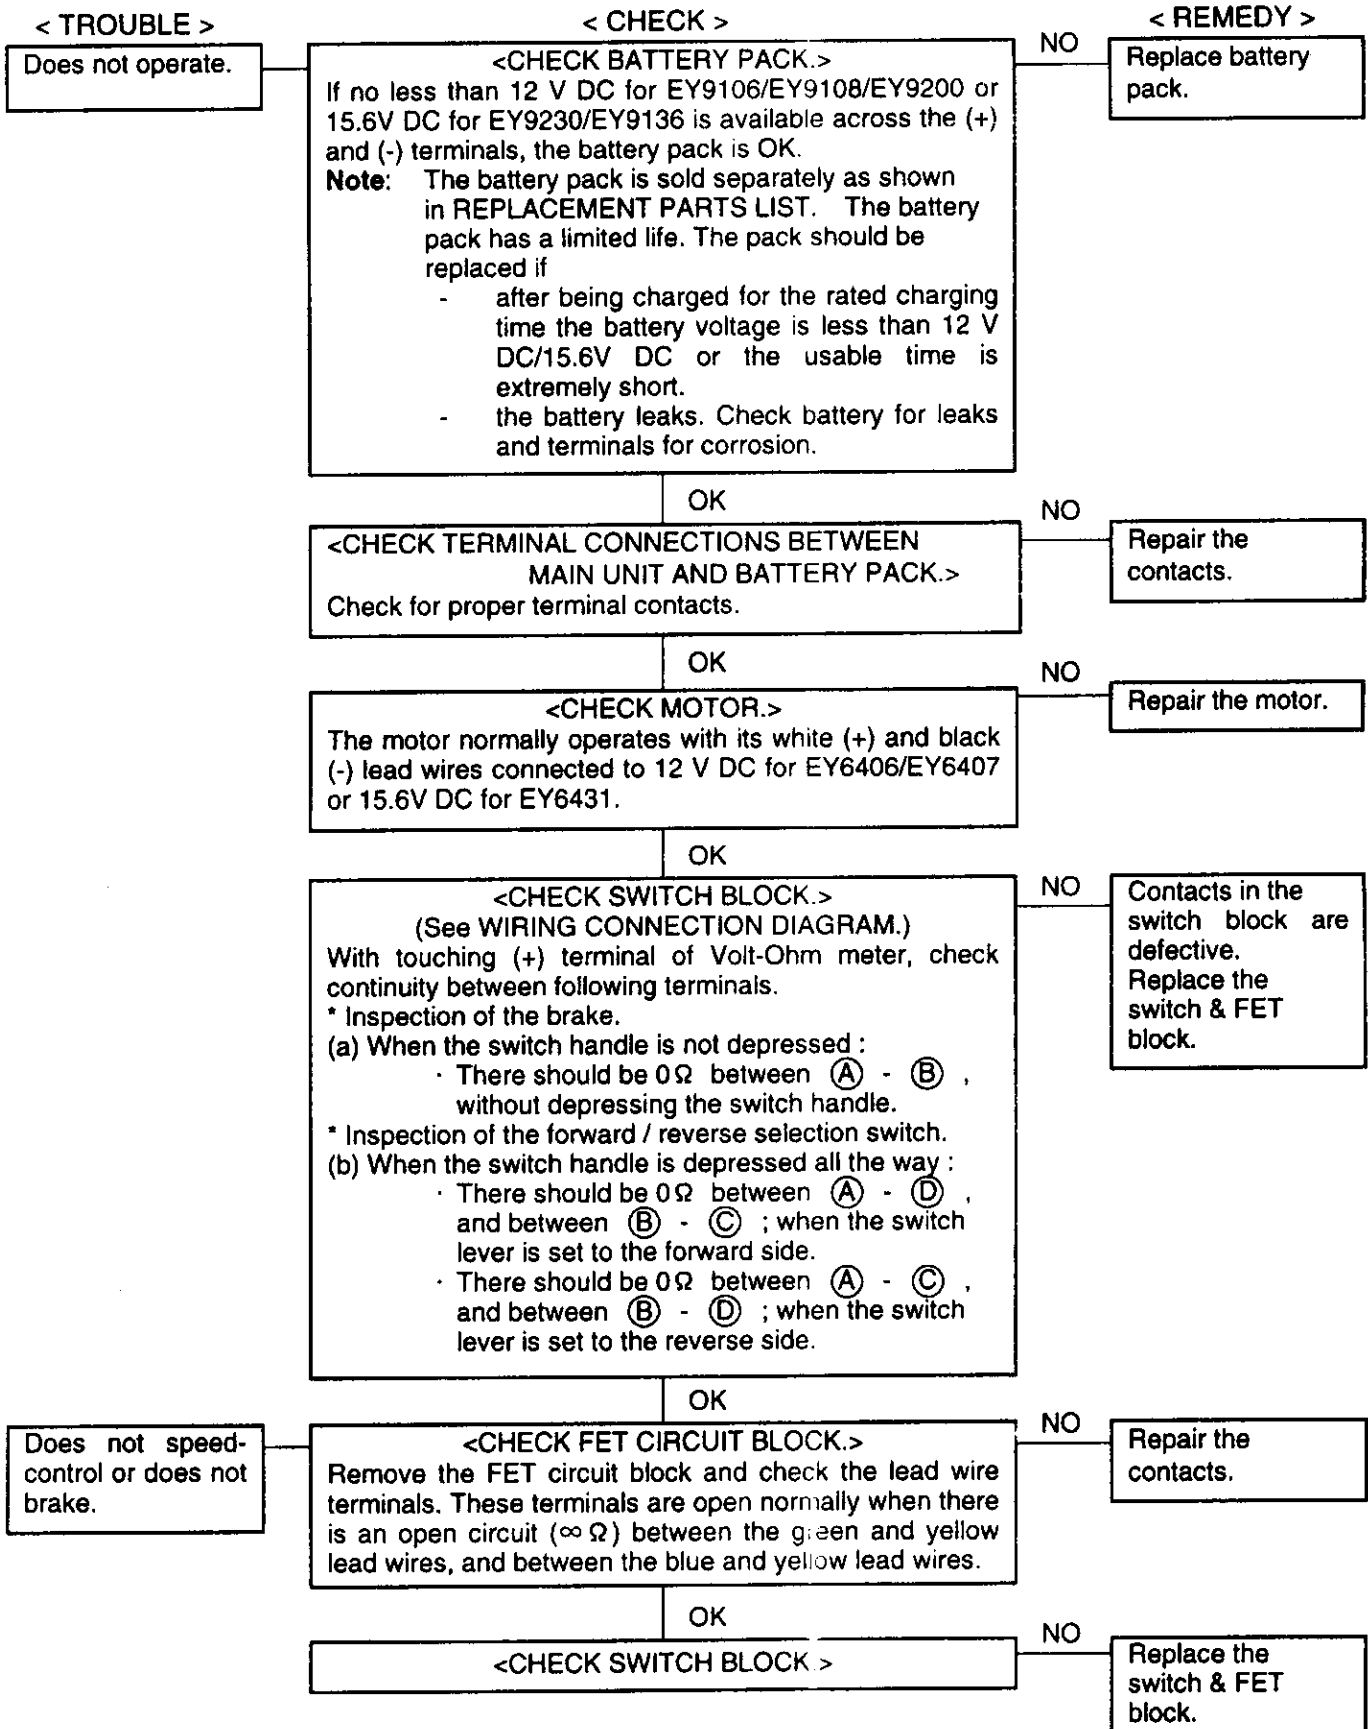 < TROUBLE >
< CHECK >
< REMEDY >
Does not operate.
<CHECK BATTERY PACK.>
If no less than 12 V DC for EY9106/EY9108/EY9200 or
15.6V DC for EY9230/EY9136 is available across the (+)
and (-) terminals, the battery pack is OK.
Note: The battery pack is sold separately as shown
in REPLACEMENT PARTS LIST. The battery
pack has a limited life. The pack should be
replaced if
- after being charged for the rated charging
time the battery voltage is less than 12 V
DC/15.6V DC or the usable time is
extremely short.
- the battery leaks. Check battery for leaks
and terminals for corrosion.
NO
Replace battery
pack.
OK
<CHECK TERMINAL CONNECTIONS BETWEEN
MAIN UNIT AND BATTERY PACK.>
Check for proper terminal contacts.
NO
Repair the
contacts.
OK
<CHECK MOTOR.>
The motor normally operates with its white (+) and black
(-) lead wires connected to 12 V DC for EY6406/EY6407
or 15.6V DC for EY6431.
NO
Repair the motor.
OK
<CHECK SWITCH BLOCK.>
(See WIRING CONNECTION DIAGRAM.)
With touching (+) terminal of Volt-Ohm meter, check
continuity between following terminals.
* Inspection of the brake.
(a) When the switch handle is not depressed :
· There should be 0Ω between Ⓐ - Ⓑ ,
without depressing the switch handle.
* Inspection of the forward / reverse selection switch.
(b) When the switch handle is depressed all the way :
· There should be 0Ω between Ⓐ - Ⓓ ,
and between Ⓑ - Ⓒ ; when the switch
lever is set to the forward side.
· There should be 0Ω between Ⓐ - Ⓒ ,
and between Ⓑ - Ⓓ ; when the switch
lever is set to the reverse side.
NO
Contacts in the
switch block are
defective.
Replace the
switch & FET
block.
OK
Does not speed-
control or does not
brake.
<CHECK FET CIRCUIT BLOCK.>
Remove the FET circuit block and check the lead wire
terminals. These terminals are open normally when there
is an open circuit (∞ Ω) between the green and yellow
lead wires, and between the blue and yellow lead wires.
NO
Repair the
contacts.
OK
<CHECK SWITCH BLOCK.>
NO
Replace the
switch & FET
block.